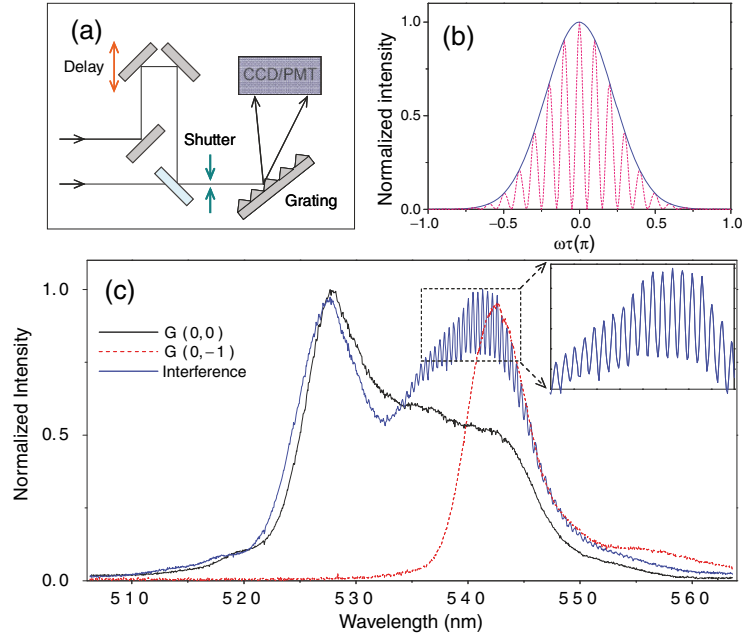 (a)
Delay
CCD/PMT
Shutter
Grating
(b)
Normalized intensity
1.0
0.5
0.0
−1.0
−0.5
0.0
0.5
1.0
ωτ(π)
(c)
G (0,0)
G (0,−1)
Interference
Normalized Intensity
1.0
0.5
0.0
510
520
530
540
550
560
Wavelength (nm)